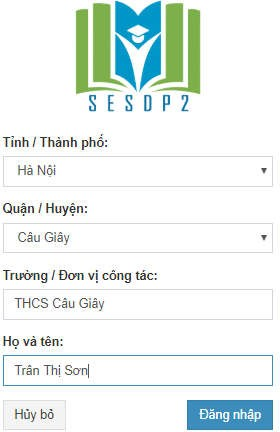 SESDP2
Tỉnh / Thành phố:
Hà Nội
Quận / Huyện:
Cầu Giấy
Trường / Đơn vị công tác:
THCS Cầu Giấy
Họ và tên:
Trần Thị Sơn
Hủy bỏ
Đăng nhập